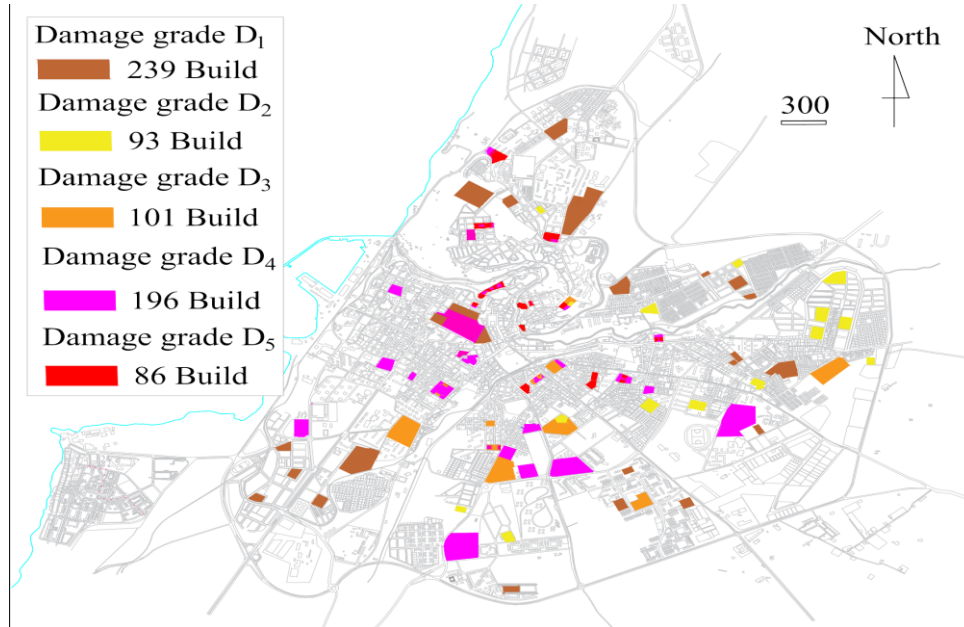 Damage grade D₁
239 Build
Damage grade D₂
93 Build
Damage grade D₃
101 Build
Damage grade D₄
196 Build
Damage grade D₅
86 Build
North
300